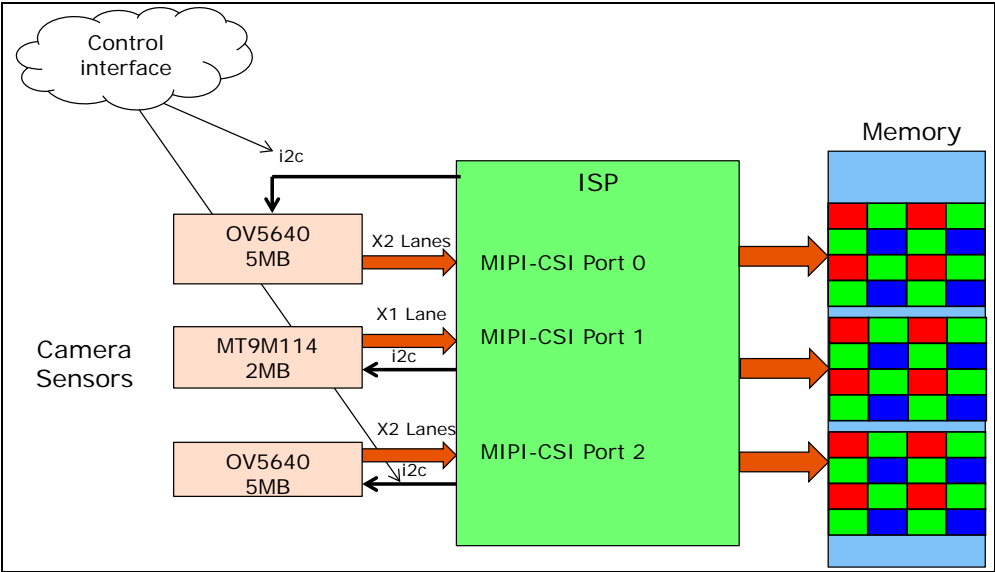 Control
interface
Memory
i2c
ISP
OV5640
5MB
X2 Lanes
MIPI-CSI Port 0
X1 Lane
MIPI-CSI Port 1
Camera
Sensors
MT9M114
2MB
i2c
X2 Lanes
MIPI-CSI Port 2
OV5640
5MB
i2c